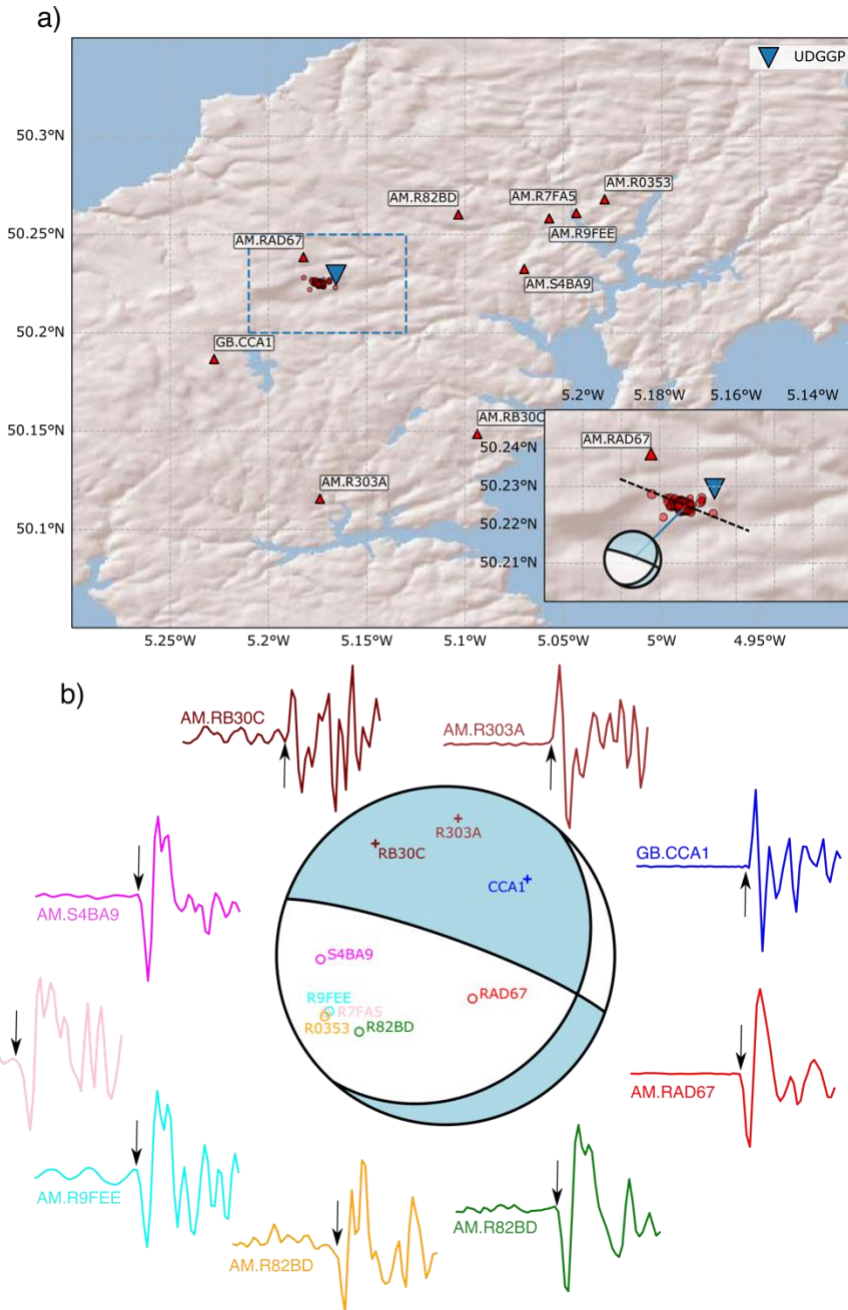 a)
UDGGP
50.3°N
AM.R82BD
AM.R7FA5
AM.R0353
AM.R9FEE
50.25°N
AM.RAD67
AM.S4BA9
50.2°N
GB.CCA1
5.2°W
5.18°W
5.16°W
5.14°W
50.15°N
AM.RB30C
50.24°N
AM.RAD67
AM.R303A
50.23°N
50.1°N
50.22°N
50.21°N
5.25°W
5.2°W
5.15°W
5.1°W
5.05°W
5°W
4.95°W
b)
AM.RB30C
AM.R303A
R303A
RB30C
GB.CCA1
CCA1
AM.S4BA9
S4BA9
R9FEE
R7FA5
RAD67
R0353
R82BD
AM.RAD67
AM.R9FEE
AM.R82BD
AM.R82BD